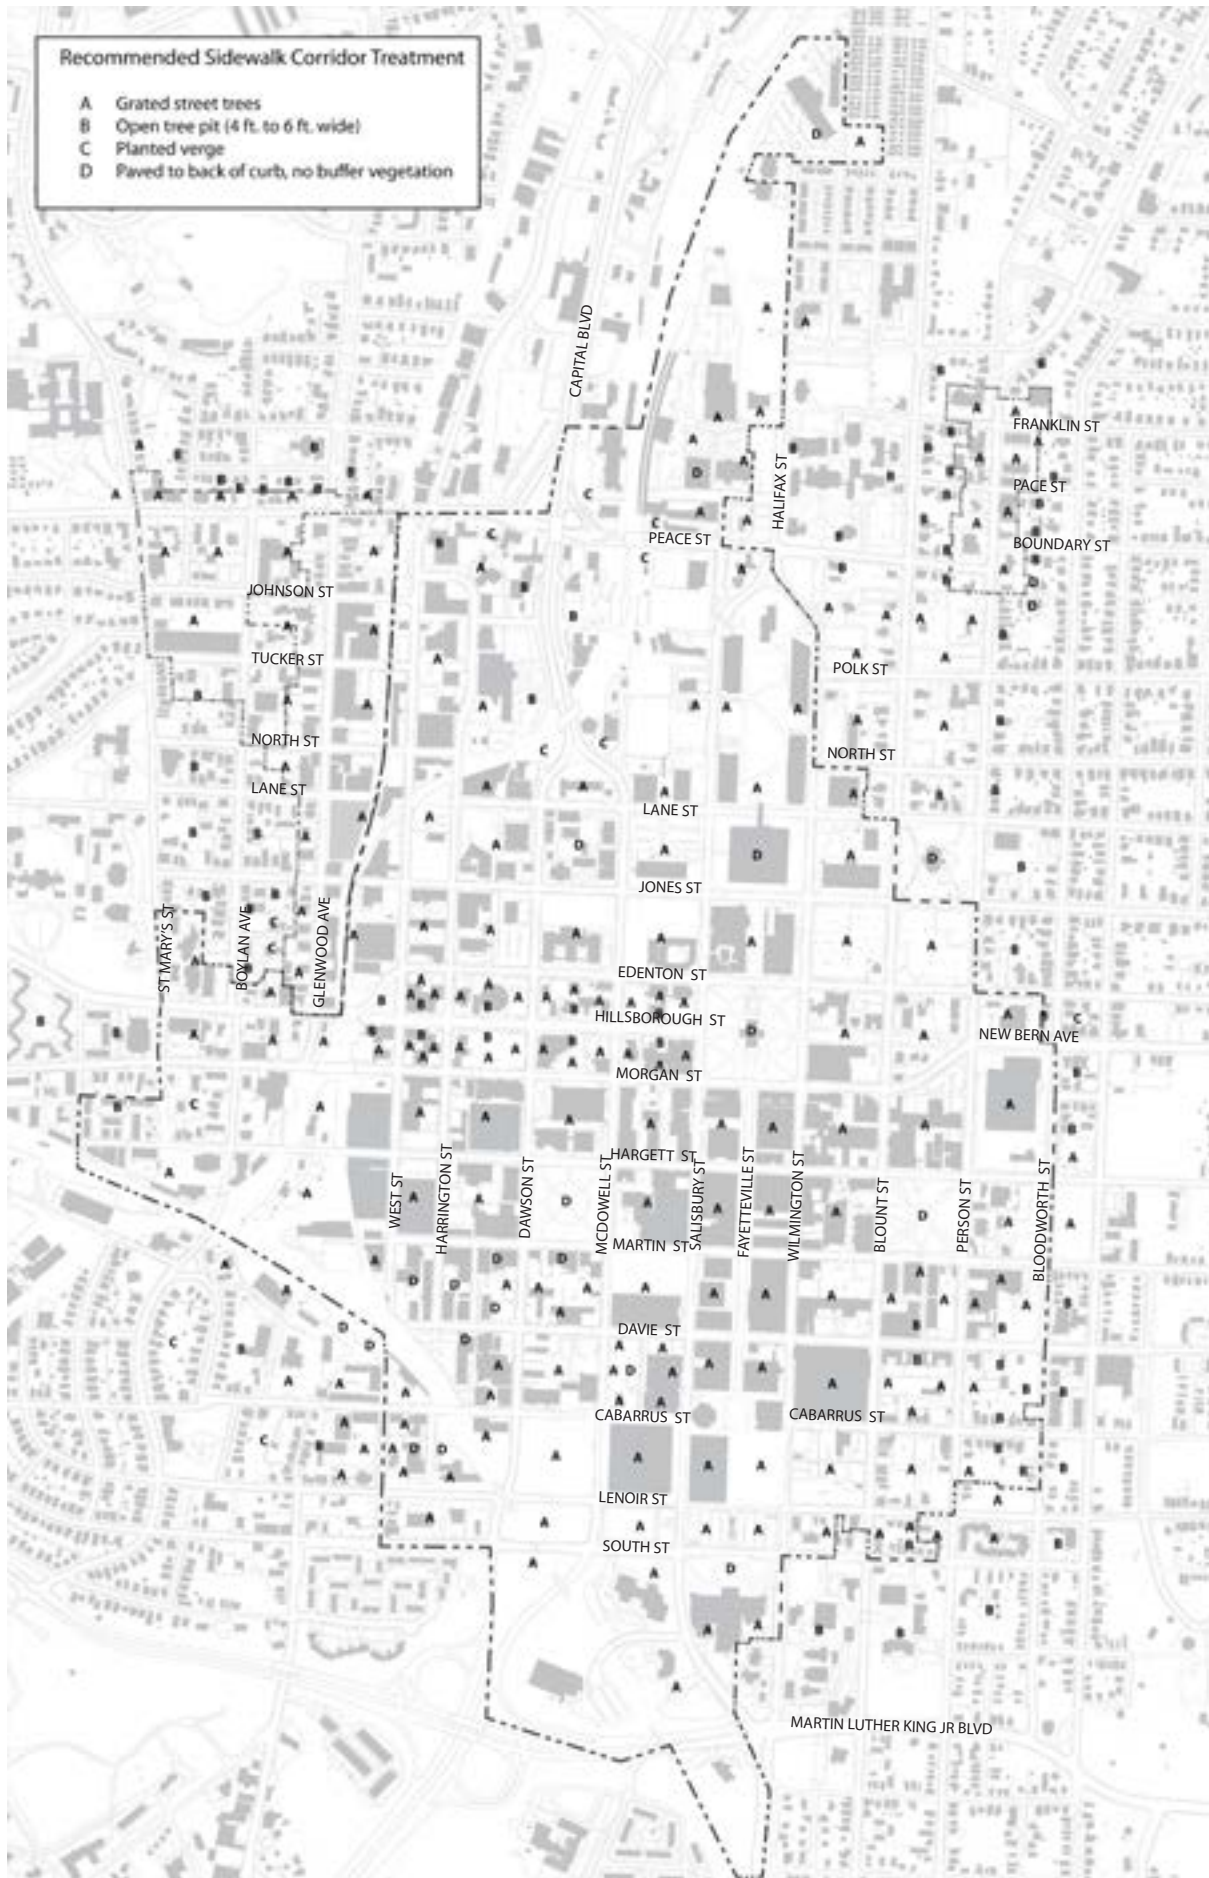 Recommended Sidewalk Corridor Treatment
A Grated street trees
B Open tree pit (4 ft. to 6 ft. wide)
C Planted verge
D Paved to back of curb, no buffer vegetation
CAPITAL BLVD
FRANKLIN ST
HALIFAX ST
PACE ST
PEACE ST
BOUNDARY ST
JOHNSON ST
TUCKER ST
POLK ST
NORTH ST
NORTH ST
LANE ST
LANE ST
JONES ST
ST MARY'S ST
BOYLAN AVE
GLENWOOD AVE
EDENTON ST
HILLSBOROUGH ST
NEW BERN AVE
MORGAN ST
HARGETT ST
WEST ST
HARRINGTON ST
DAWSON ST
MCDOWELL ST
SALISBURY ST
FAYETTEVILLE ST
WILMINGTON ST
BLOUNT ST
PERSON ST
BLOODWORTH ST
MARTIN ST
DAVIE ST
CABARRUS ST
CABARRUS ST
LENOIR ST
SOUTH ST
MARTIN LUTHER KING JR BLVD